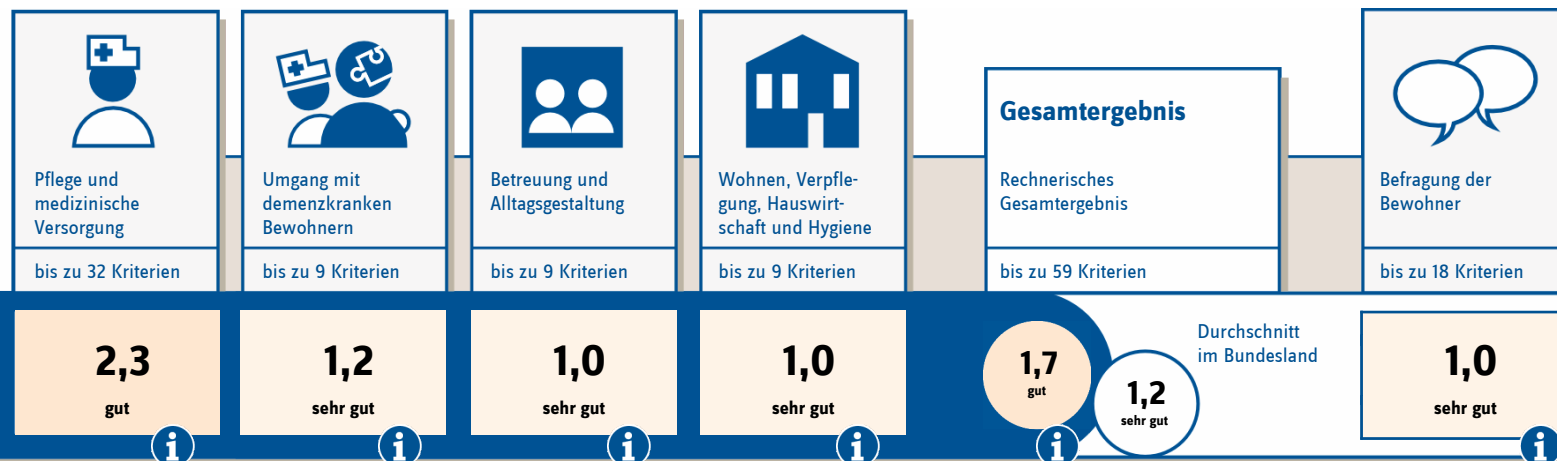 Pflege und
medizinische
Versorgung
bis zu 32 Kriterien
2,3
gut
i
Umgang mit
demenzkranken
Bewohnern
bis zu 9 Kriterien
1,2
sehr gut
i
Betreuung und
Alltagsgestaltung
bis zu 9 Kriterien
1,0
sehr gut
i
Wohnen, Verpfle-
gung, Hauswirt-
schaft und Hygiene
bis zu 9 Kriterien
1,0
sehr gut
i
Gesamtergebnis
Rechnerisches
Gesamtergebnis
bis zu 59 Kriterien
1,7
gut
i
1,2
sehr gut
Durchschnitt
im Bundesland
Befragung der
Bewohner
bis zu 18 Kriterien
1,0
sehr gut
i